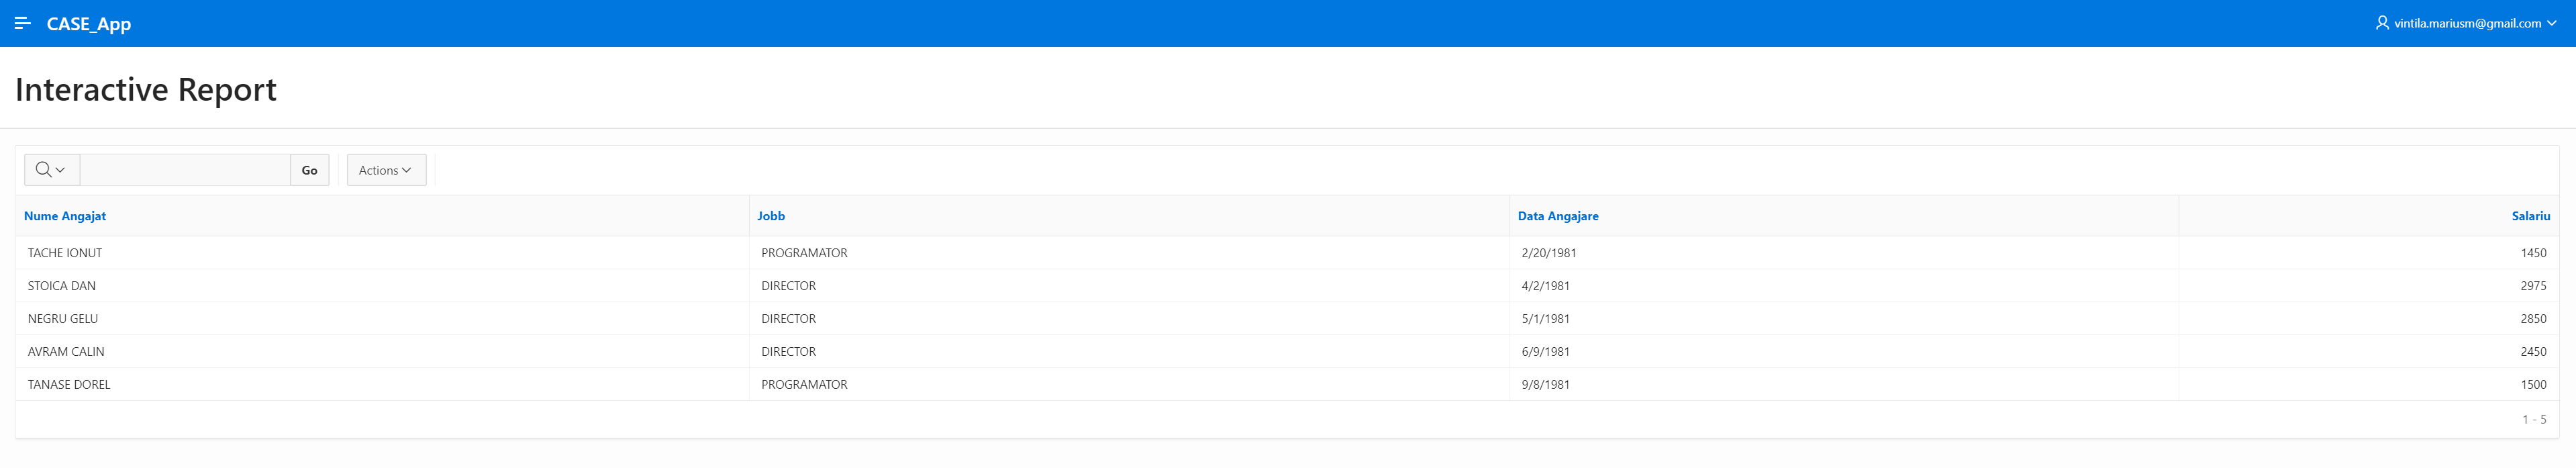 CASE_App vintila.mariusm@gmail.com
Interactive Report
Go Actions
Nume Angajat Jobb Data Angajare Salariu
TACHE IONUT PROGRAMATOR 2/20/1981 1450
STOICA DAN DIRECTOR 4/2/1981 2975
NEGRU GELU DIRECTOR 5/1/1981 2850
AVRAM CALIN DIRECTOR 6/9/1981 2450
TANASE DOREL PROGRAMATOR 9/8/1981 1500
1 - 5